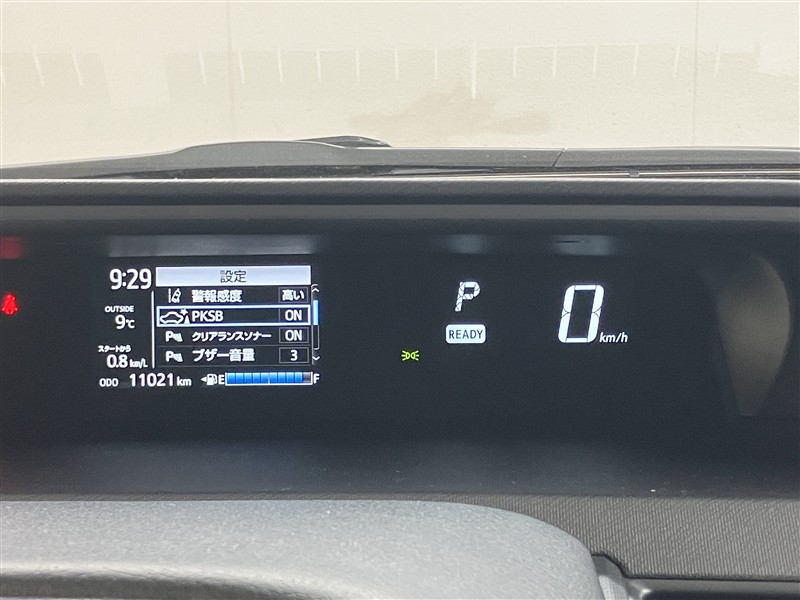 9:29
設定
警報感度 高い
OUTSIDE
9℃
PKSB ON
クリアランスソナー ON
スタートから
0.8 km/L
ブザー音量 3
ODO 11021 km E F
P
READY
0 km/h